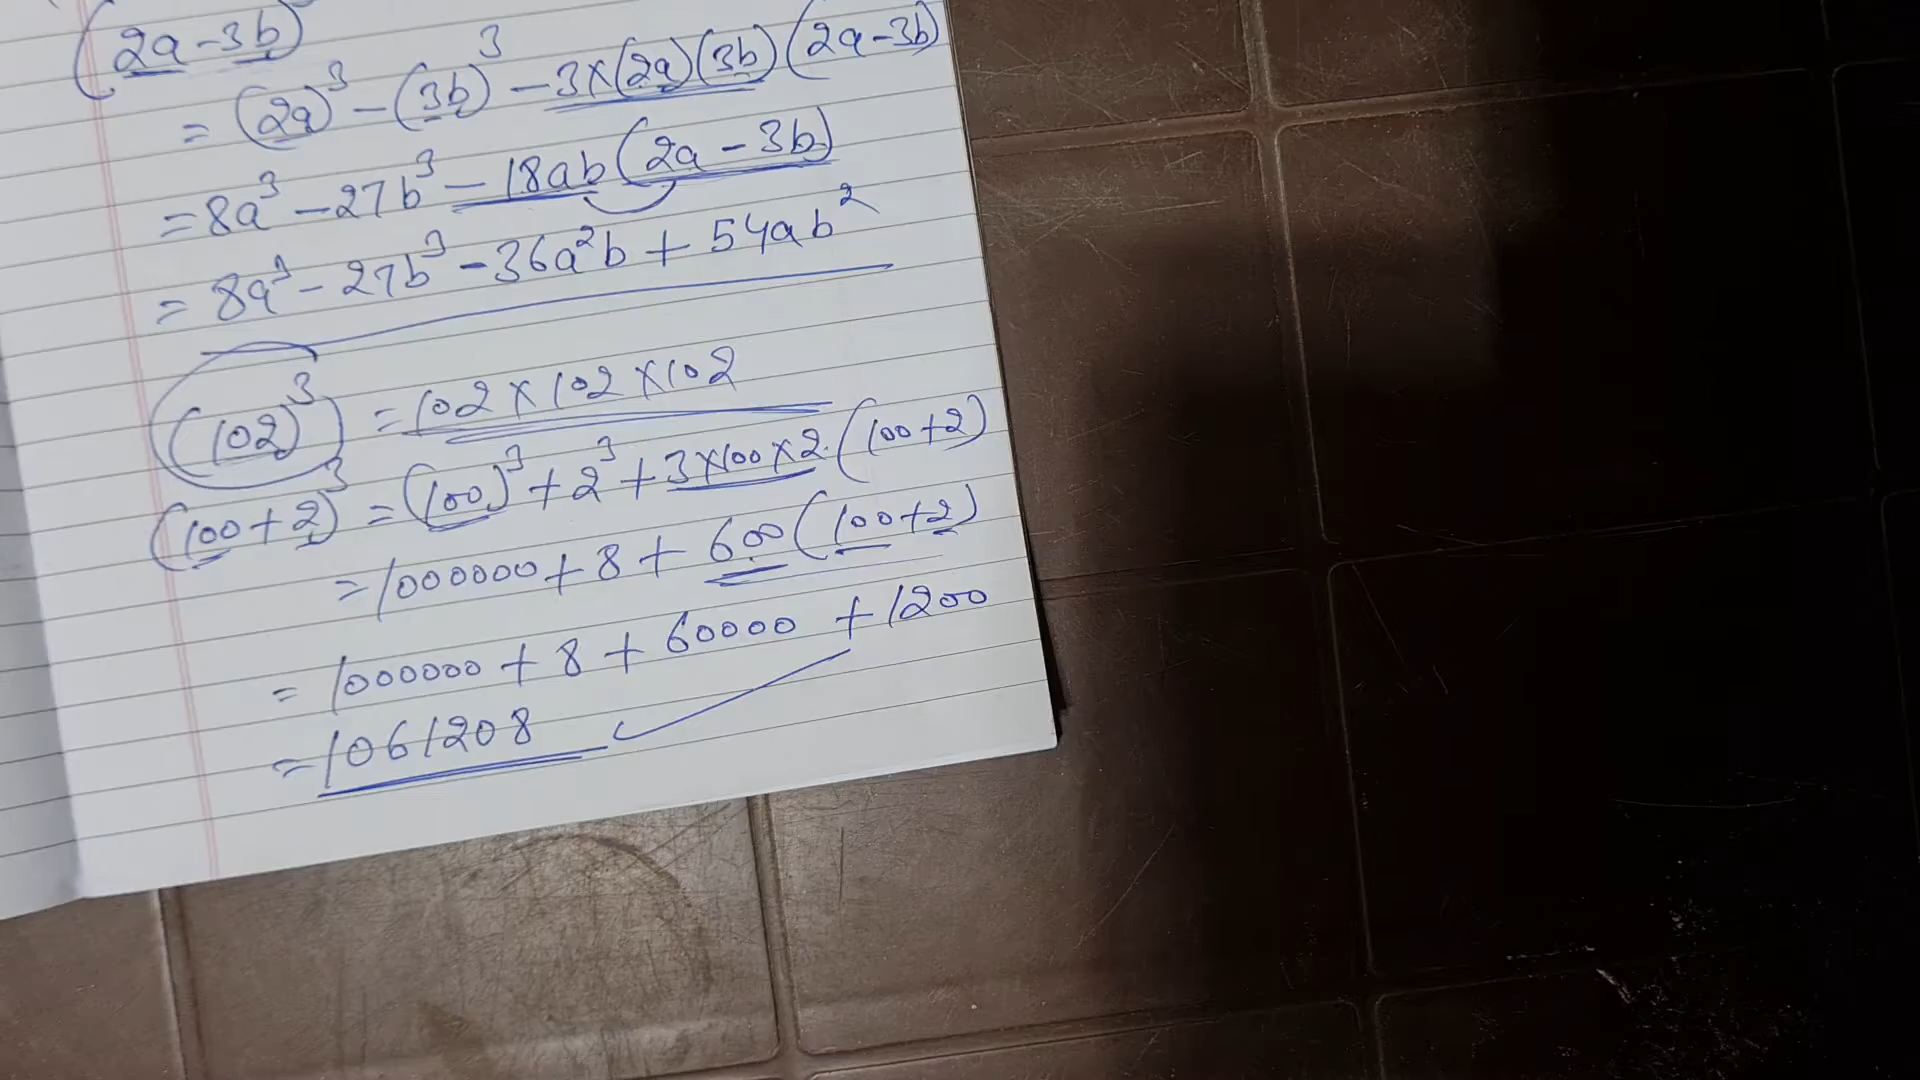 (2a-3b)³
= (2a)³ - (3b)³ - 3×(2a)(3b)(2a-3b)
= 8a³ - 27b³ - 18ab(2a-3b)
= 8a³ - 27b³ - 36a²b + 54ab²
(102)³ = 102 × 102 × 102
(100+2)³ = (100)³ + 2³ + 3×100×2.(100+2)
= 1000000 + 8 + 600(100+2)
= 1000000 + 8 + 60000 + 1200
= 1061208